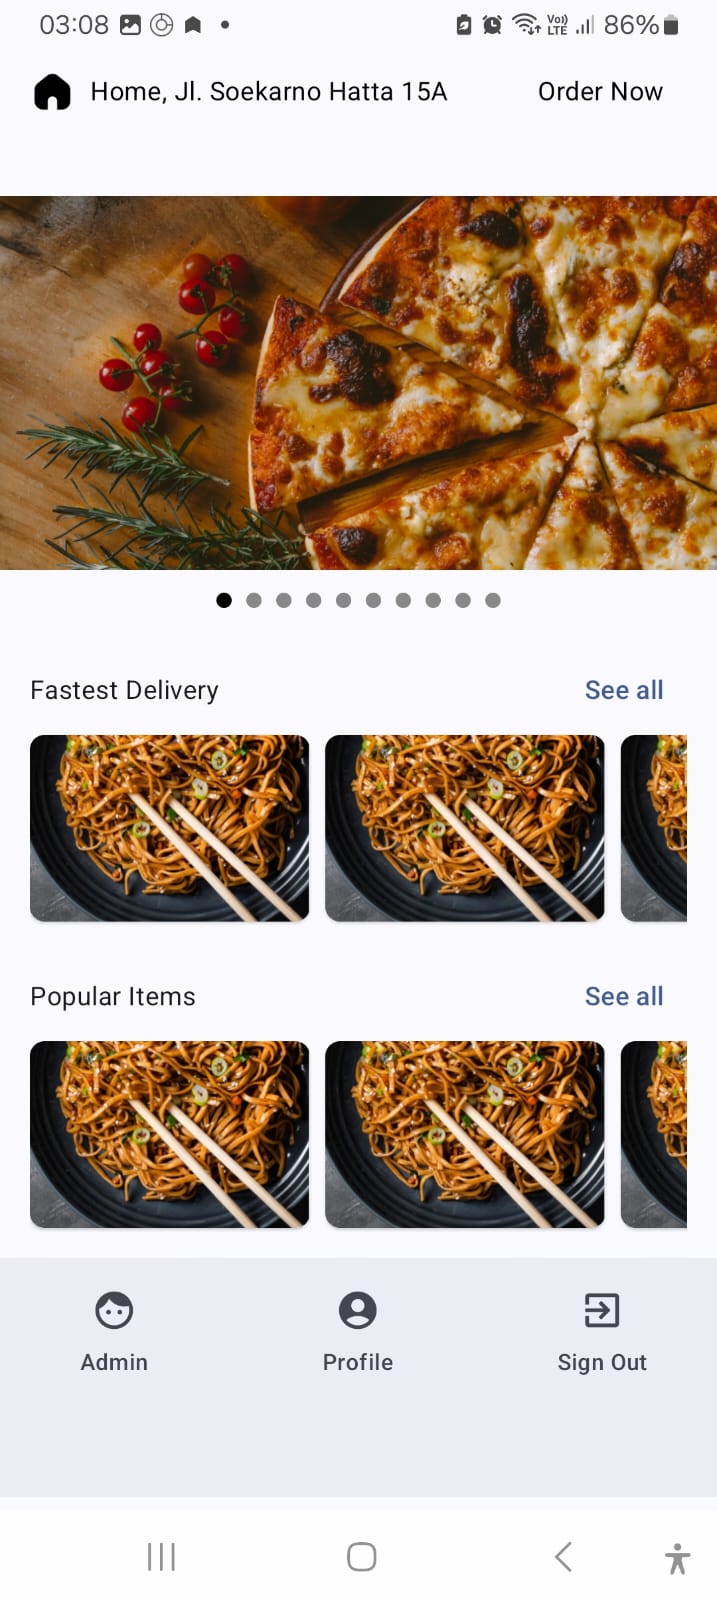 03:08 Vo)) LTE 86%
Home, Jl. Soekarno Hatta 15A Order Now
Fastest Delivery See all
Popular Items See all
Admin Profile Sign Out